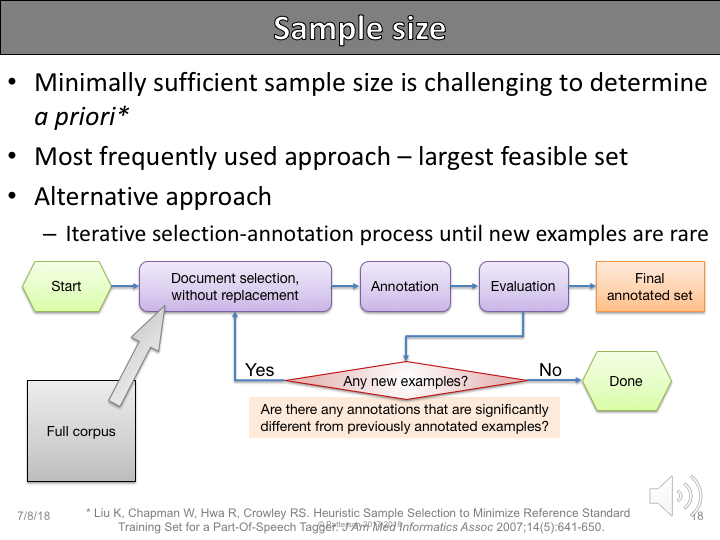 Sample size
• Minimally sufficient sample size is challenging to determine
a priori*
• Most frequently used approach – largest feasible set
• Alternative approach
– Iterative selection-annotation process until new examples are rare
Start
Document selection,
without replacement
Annotation
Evaluation
Final
annotated set
Yes
Any new examples?
No
Done
Are there any annotations that are significantly
different from previously annotated examples?
Full corpus
7/8/18
* Liu K, Chapman W, Hwa R, Crowley RS. Heuristic Sample Selection to Minimize Reference Standard
Training Set for a Part-Of-Speech Tagger. J Am Med Informatics Assoc 2007;14(5):641-650.
18